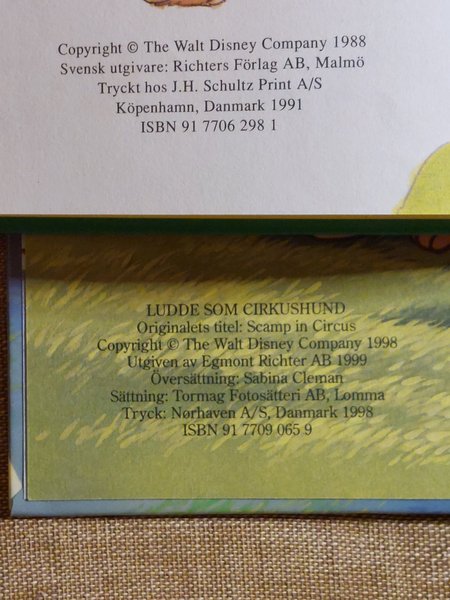 Copyright © The Walt Disney Company 1988
Svensk utgivare: Richters Förlag AB, Malmö
Tryckt hos J.H. Schultz Print A/S
Köpenhamn, Danmark 1991
ISBN 91 7706 298 1
LUDDE SOM CIRKUSHUND
Originalets titel: Scamp in Circus
Copyright © The Walt Disney Company 1998
Utgiven av Egmont Richter AB 1999
Översättning: Sabina Cleman
Sättning: Tormag Fotosätteri AB, Lomma
Tryck: Nørhaven A/S, Danmark 1998
ISBN 91 7709 065 9